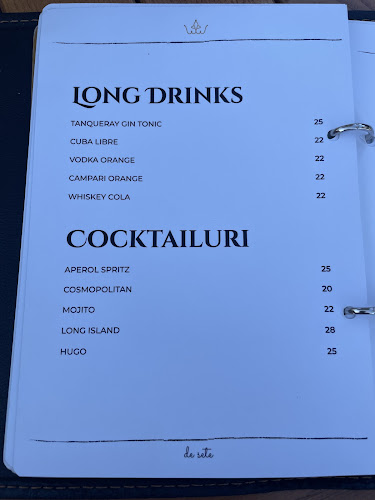 LONG DRINKS
TANQUERAY GIN TONIC 25
CUBA LIBRE 22
VODKA ORANGE 22
CAMPARI ORANGE 22
WHISKEY COLA 22
COCKTAILURI
APEROL SPRITZ 25
COSMOPOLITAN 20
MOJITO 22
LONG ISLAND 28
HUGO 25
de sete